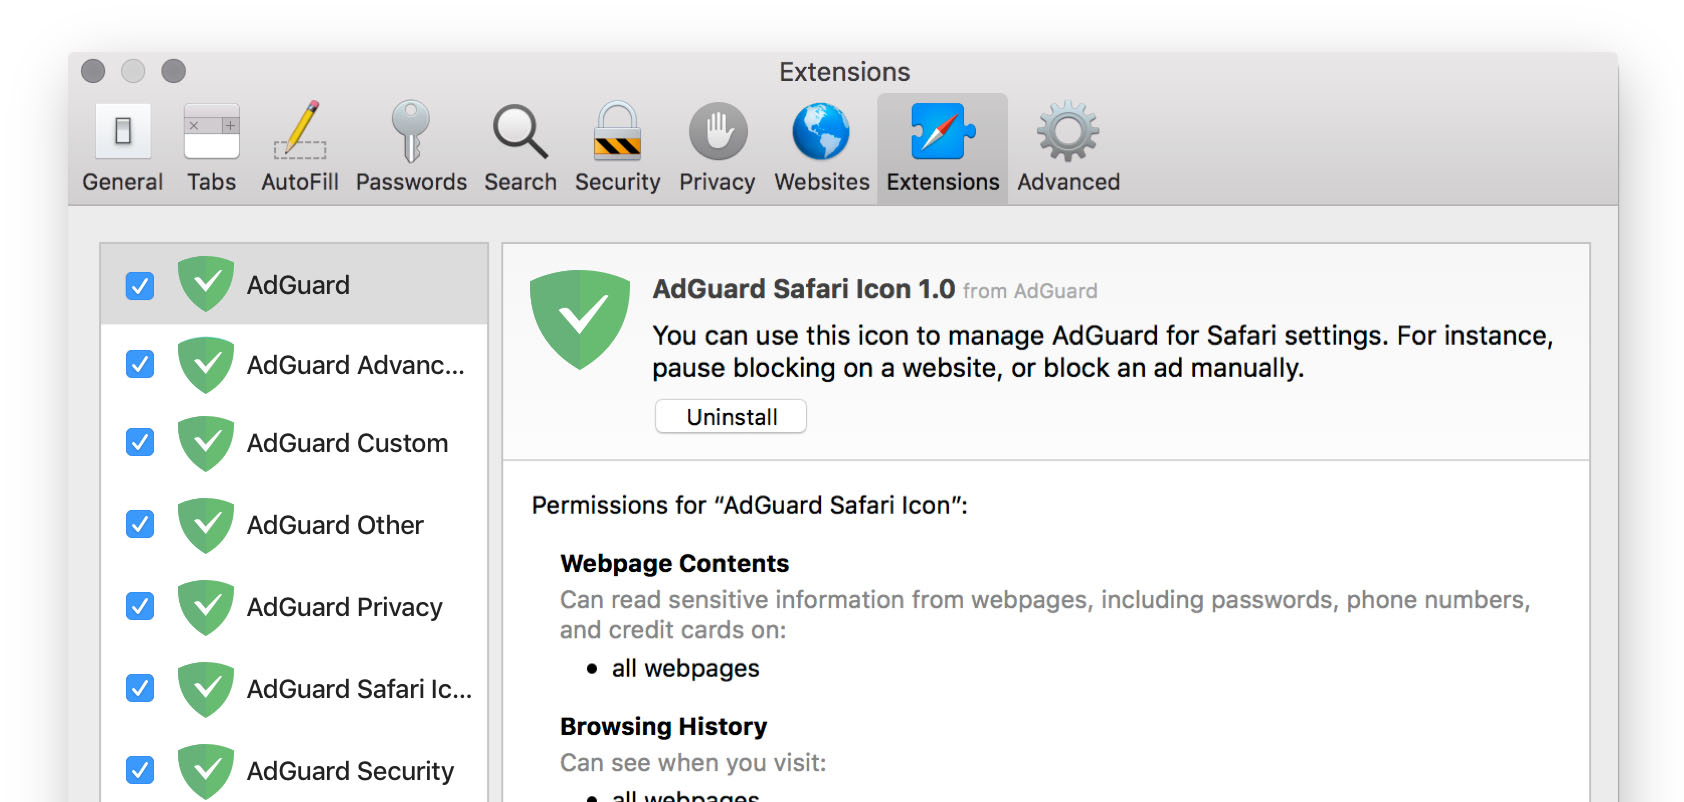 Extensions
General Tabs AutoFill Passwords Search Security Privacy Websites Extensions Advanced
AdGuard
AdGuard Advanc...
AdGuard Custom
AdGuard Other
AdGuard Privacy
AdGuard Safari Ic...
AdGuard Security
AdGuard Safari Icon 1.0 from AdGuard
You can use this icon to manage AdGuard for Safari settings. For instance,
pause blocking on a website, or block an ad manually.
Uninstall
Permissions for “AdGuard Safari Icon”:
Webpage Contents
Can read sensitive information from webpages, including passwords, phone numbers,
and credit cards on:
• all webpages
Browsing History
Can see when you visit:
• all webpages